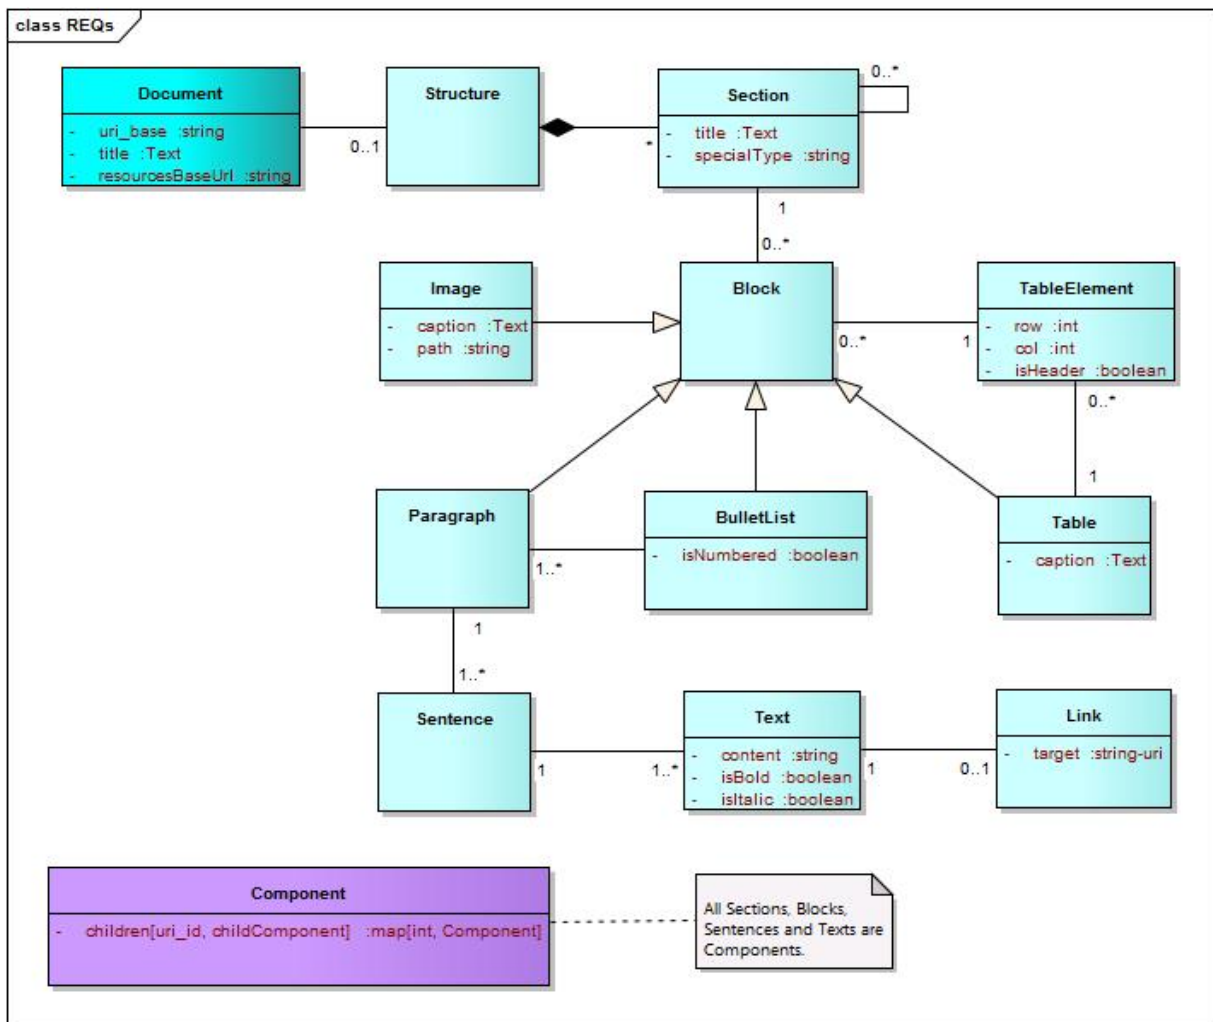 class REQs
Document
- uri_base :string
- title :Text
- resourcesBaseUrl :string
0..1
Structure
*
Section
- title :Text
- specialType :string
0..*
1
0..*
Image
- caption :Text
- path :string
Block
0..*
1
TableElement
- row :int
- col :int
- isHeader :boolean
0..*
1
Paragraph
1..*
BulletList
- isNumbered :boolean
Table
- caption :Text
1
1..*
Sentence
1
1..*
Text
- content :string
- isBold :boolean
- isItalic :boolean
1
0..1
Link
- target :string-uri
Component
- children[uri_id, childComponent] :map[int, Component]
All Sections, Blocks,
Sentences and Texts are
Components.